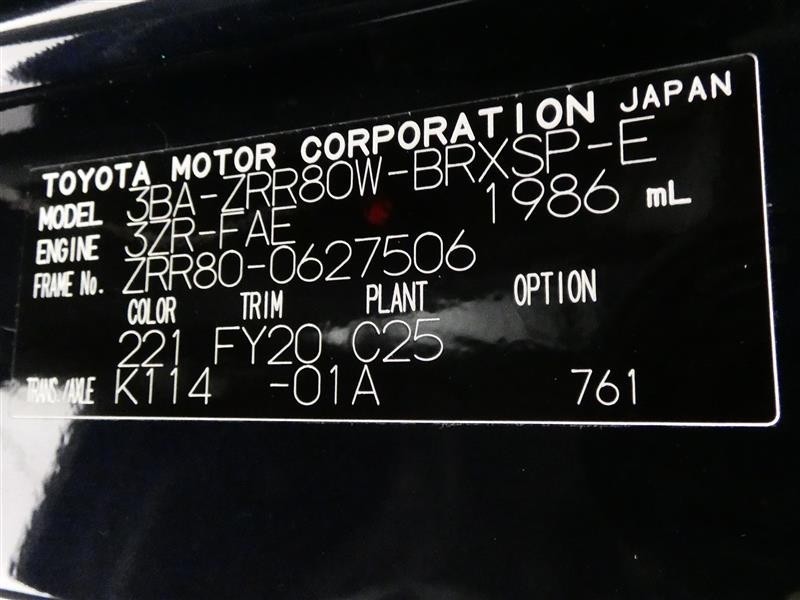 TOYOTA MOTOR CORPORATION JAPAN
MODEL 3BA-ZRR80W-BRXSP-E
ENGINE 3ZR-FAE 1986 mL
FRAME No. ZRR80-0627506
COLOR TRIM PLANT OPTION
221 FY20 C25
TRANS./AXLE K114 -01A 761